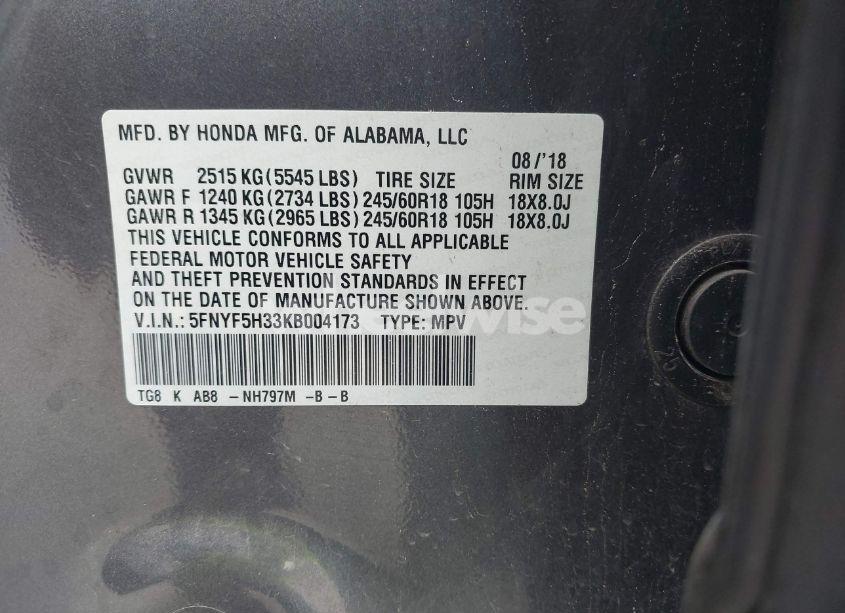 MFD. BY HONDA MFG. OF ALABAMA, LLC
08/'18
GVWR 2515 KG(5545 LBS) TIRE SIZE RIM SIZE
GAWR F 1240 KG(2734 LBS) 245/60R18 105H 18X8.0J
GAWR R 1345 KG(2965 LBS) 245/60R18 105H 18X8.0J
THIS VEHICLE CONFORMS TO ALL APPLICABLE
FEDERAL MOTOR VEHICLE SAFETY
AND THEFT PREVENTION STANDARDS IN EFFECT
ON THE DATE OF MANUFACTURE SHOWN ABOVE.
V.I.N.: 5FNYF5H33KB004173 TYPE: MPV
TG8 K AB8 -NH797M -B-B